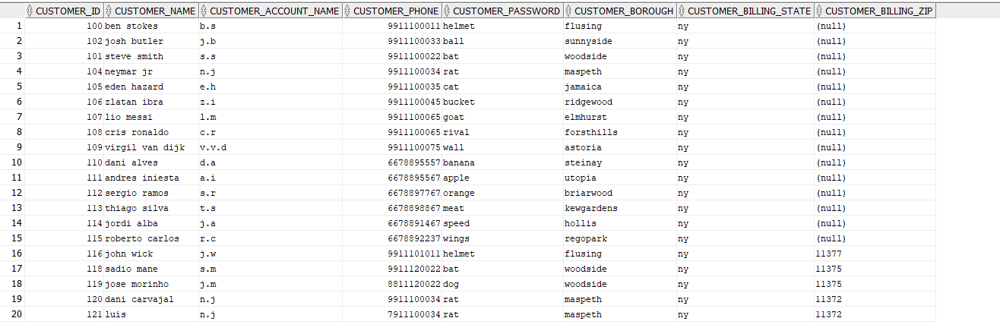 CUSTOMER_ID CUSTOMER_NAME CUSTOMER_ACCOUNT_NAME CUSTOMER_PHONE CUSTOMER_PASSWORD CUSTOMER_BOROUGH CUSTOMER_BILLING_STATE CUSTOMER_BILLING_ZIP
1 100 ben stokes b.s 9911100011 helmet flusing ny (null)
2 102 josh butler j.b 9911100033 ball sunnyside ny (null)
3 101 steve smith s.s 9911100022 bat woodside ny (null)
4 104 neymar jr n.j 9911100034 rat maspeth ny (null)
5 105 eden hazard e.h 9911100035 cat jamaica ny (null)
6 106 zlatan ibra z.i 9911100045 bucket ridgewood ny (null)
7 107 lio messi l.m 9911100065 goat elmhurst ny (null)
8 108 cris ronaldo c.r 9911100065 rival forsthills ny (null)
9 109 virgil van dijk v.v.d 9911100075 wall astoria ny (null)
10 110 dani alves d.a 6678895557 banana steinay ny (null)
11 111 andres iniesta a.i 6678895567 apple utopia ny (null)
12 112 sergio ramos s.r 6678897767 orange briarwood ny (null)
13 113 thiago silva t.s 6678898867 meat kewgardens ny (null)
14 114 jordi alba j.a 6678891467 speed hollis ny (null)
15 115 roberto carlos r.c 6678892237 wings regopark ny (null)
16 116 john wick j.w 9911101011 helmet flusing ny 11377
17 118 sadio mane s.m 9911120022 bat woodside ny 11375
18 119 jose morinho j.m 8811120022 dog woodside ny 11375
19 120 dani carvajal n.j 9911100034 rat maspeth ny 11372
20 121 luis n.j 7911100034 rat maspeth ny 11372